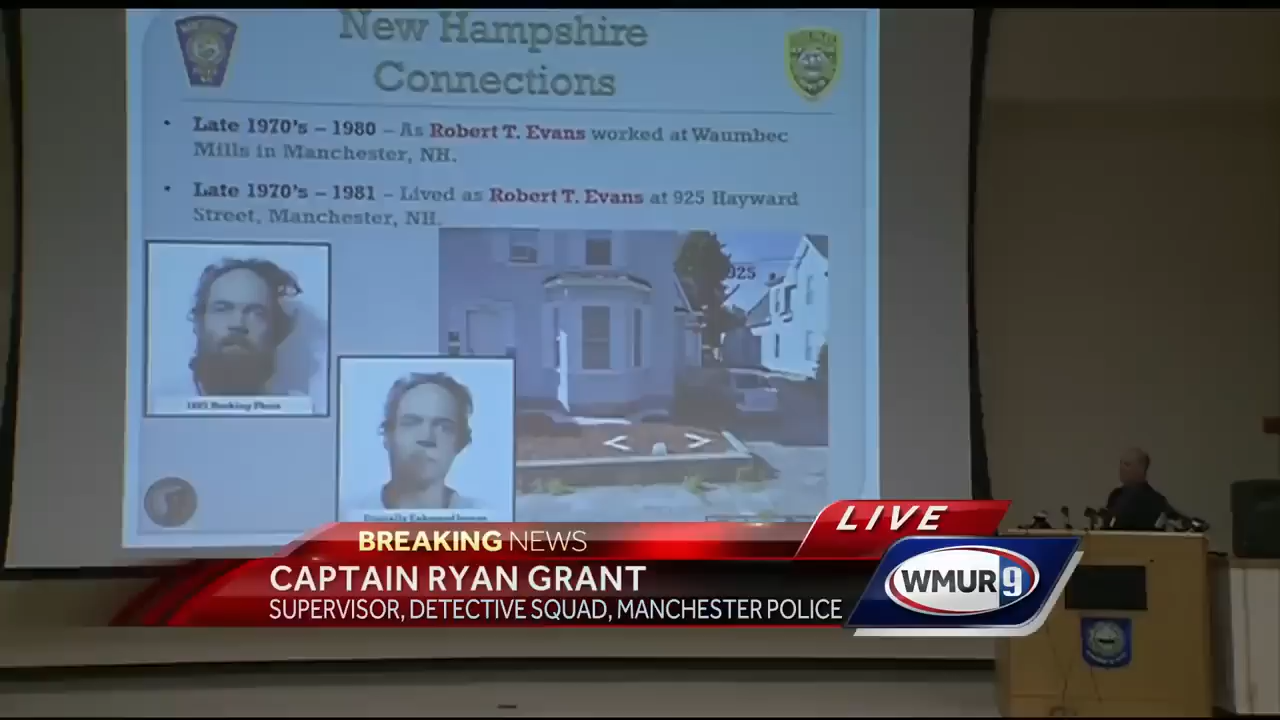 New Hampshire
Connections
• Late 1970's – 1980 – As Robert T. Evans worked at Waumbec
Mills in Manchester, NH.
• Late 1970's – 1981 – Lived as Robert T. Evans at 925 Hayward
Street, Manchester, NH.
925
Booking Photo
LIVE
BREAKING NEWS
CAPTAIN RYAN GRANT
SUPERVISOR, DETECTIVE SQUAD, MANCHESTER POLICE
WMUR9